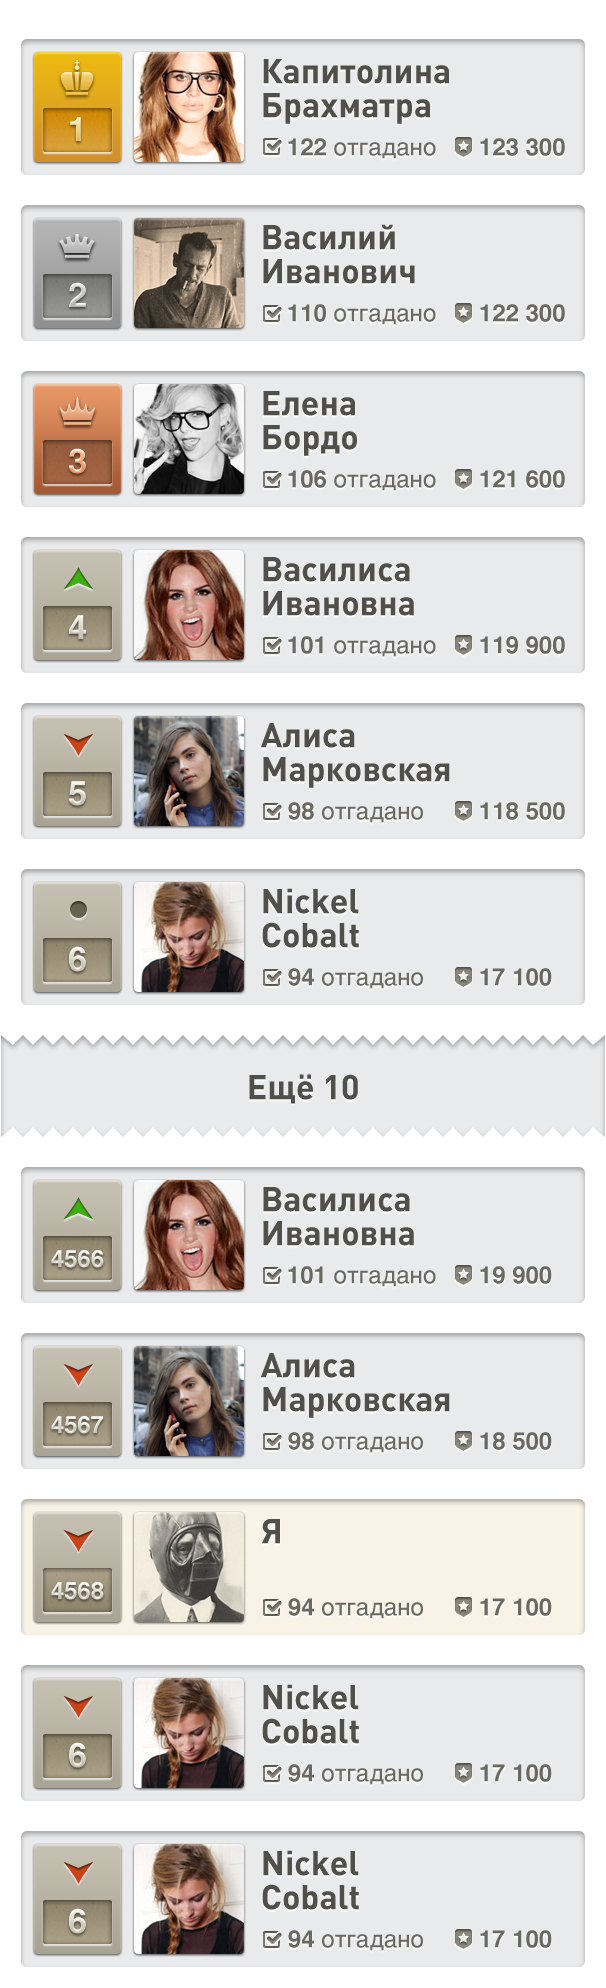 1
Капитолина
Брахматра
122 отгадано 123 300
2
Василий
Иванович
110 отгадано 122 300
3
Елена
Бордо
106 отгадано 121 600
4
Василиса
Ивановна
101 отгадано 119 900
5
Алиса
Марковская
98 отгадано 118 500
6
Nickel
Cobalt
94 отгадано 17 100
Ещё 10
4566
Василиса
Ивановна
101 отгадано 19 900
4567
Алиса
Марковская
98 отгадано 18 500
4568
Я
94 отгадано 17 100
6
Nickel
Cobalt
94 отгадано 17 100
6
Nickel
Cobalt
94 отгадано 17 100